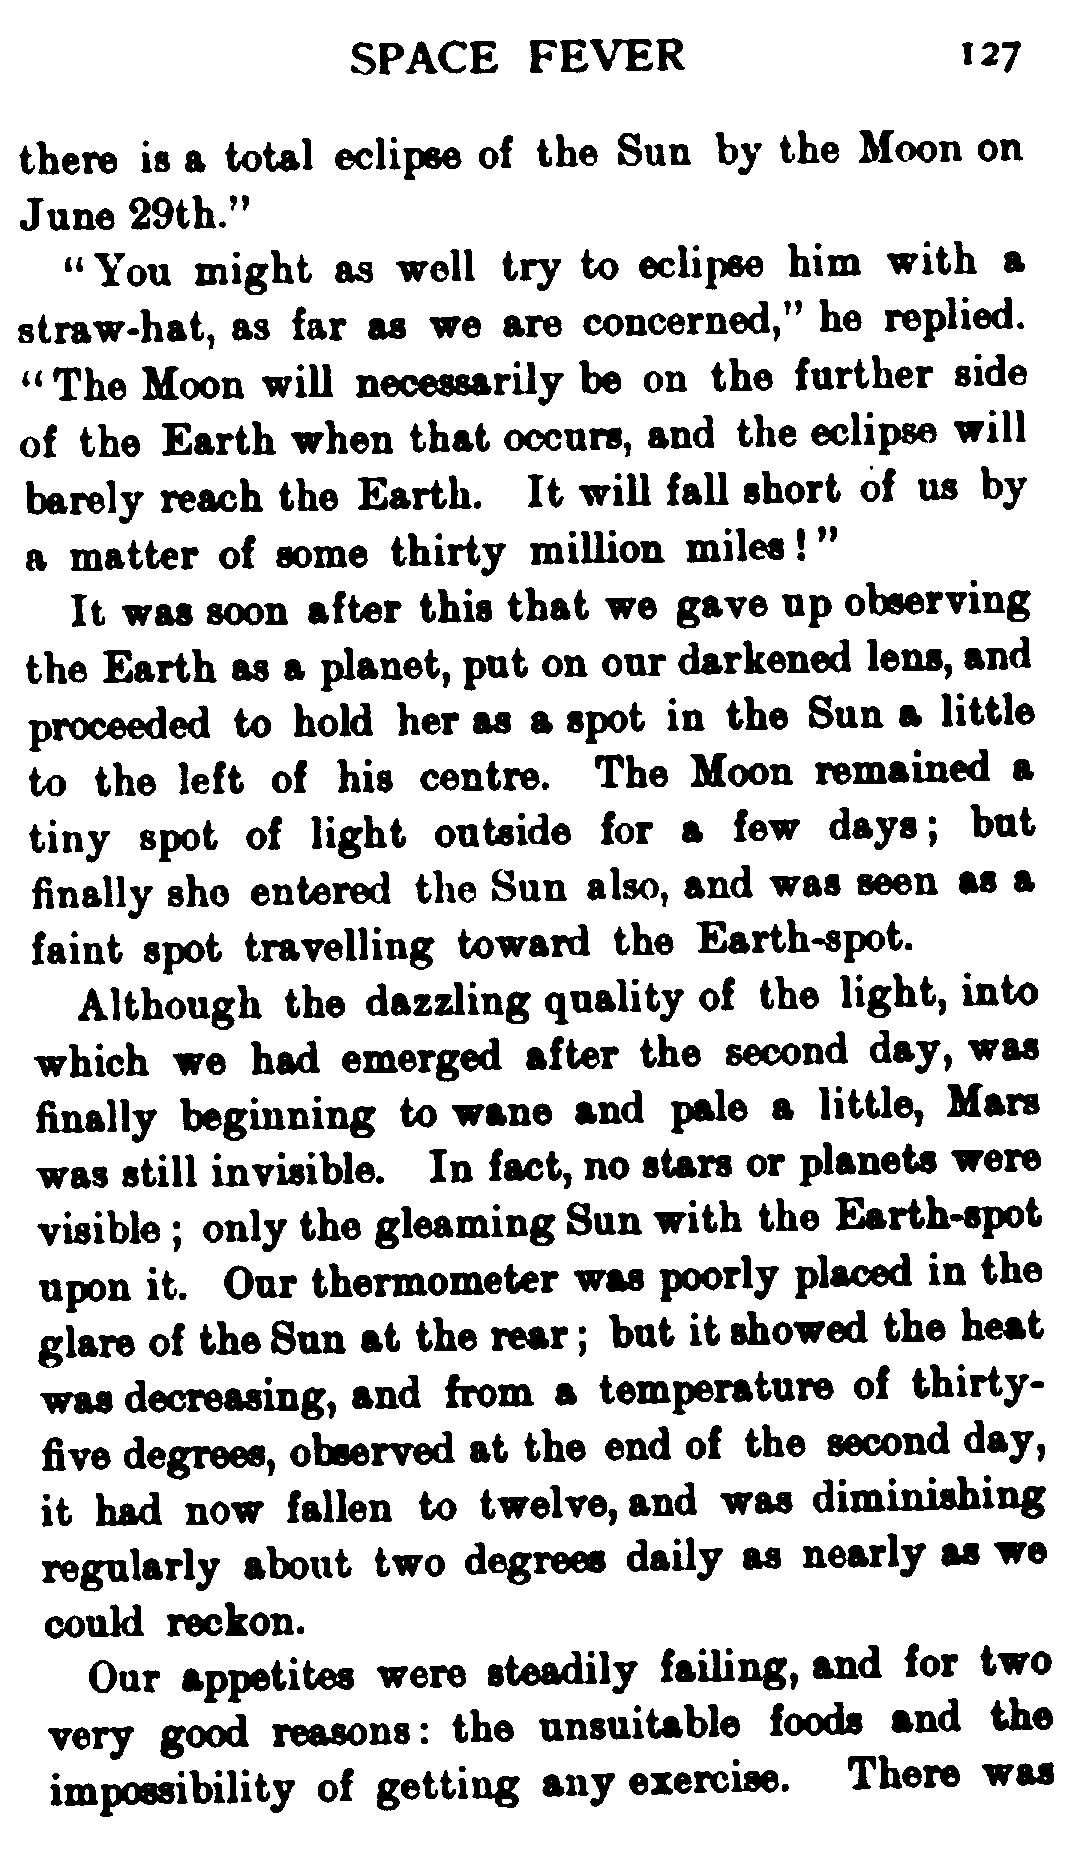 SPACE FEVER 127
there is a total eclipse of the Sun by the Moon on
June 29th."
"You might as well try to eclipse him with a
straw-hat, as far as we are concerned," he replied.
"The Moon will necessarily be on the further side
of the Earth when that occurs, and the eclipse will
barely reach the Earth. It will fall short of us by
a matter of some thirty million miles!"
It was soon after this that we gave up observing
the Earth as a planet, put on our darkened lens, and
proceeded to hold her as a spot in the Sun a little
to the left of his centre. The Moon remained a
tiny spot of light outside for a few days; but
finally she entered the Sun also, and was seen as a
faint spot travelling toward the Earth-spot.
Although the dazzling quality of the light, into
which we had emerged after the second day, was
finally beginning to wane and pale a little, Mars
was still invisible. In fact, no stars or planets were
visible; only the gleaming Sun with the Earth-spot
upon it. Our thermometer was poorly placed in the
glare of the Sun at the rear; but it showed the heat
was decreasing, and from a temperature of thirty-
five degrees, observed at the end of the second day,
it had now fallen to twelve, and was diminishing
regularly about two degrees daily as nearly as we
could reckon.
Our appetites were steadily failing, and for two
very good reasons: the unsuitable foods and the
impossibility of getting any exercise. There was